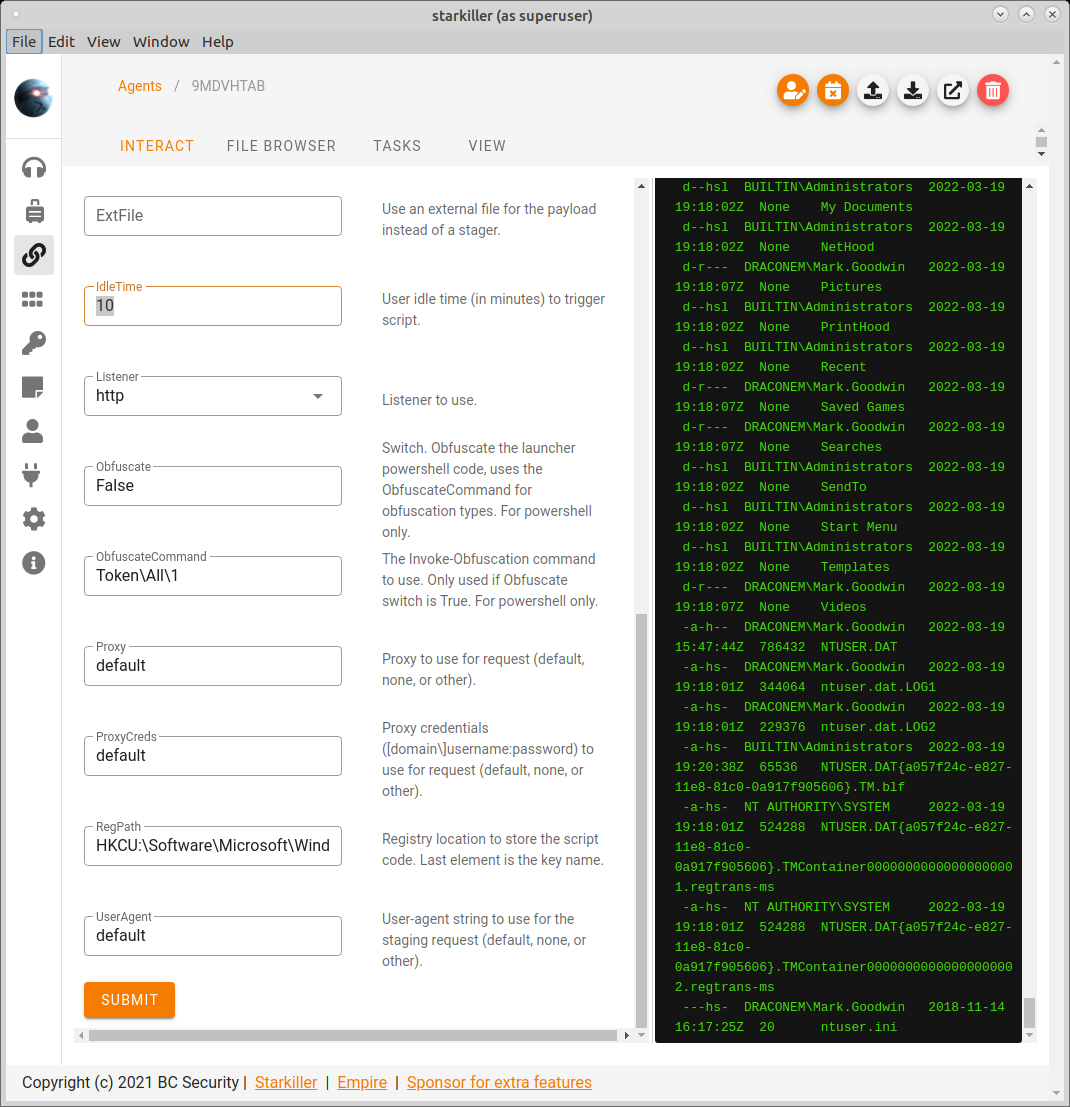 starkiller (as superuser)
File Edit View Window Help
Agents / 9MDVHTAB
INTERACT FILE BROWSER TASKS VIEW
ExtFile
Use an external file for the payload
instead of a stager.
IdleTime
10
User idle time (in minutes) to trigger
script.
Listener
http
Listener to use.
Obfuscate
False
Switch. Obfuscate the launcher
powershell code, uses the
ObfuscateCommand for
obfuscation types. For powershell
only.
ObfuscateCommand
Token\All\1
The Invoke-Obfuscation command
to use. Only used if Obfuscate
switch is True. For powershell only.
Proxy
default
Proxy to use for request (default,
none, or other).
ProxyCreds
default
Proxy credentials
([domain\]username:password) to
use for request (default, none, or
other).
RegPath
HKCU:\Software\Microsoft\Wind
Registry location to store the script
code. Last element is the key name.
UserAgent
default
User-agent string to use for the
staging request (default, none, or
other).
SUBMIT
d--hsl BUILTIN\Administrators 2022-03-19
19:18:02Z None My Documents
d--hsl BUILTIN\Administrators 2022-03-19
19:18:02Z None NetHood
d-r--- DRACONEM\Mark.Goodwin 2022-03-19
19:18:07Z None Pictures
d--hsl BUILTIN\Administrators 2022-03-19
19:18:02Z None PrintHood
d--hsl BUILTIN\Administrators 2022-03-19
19:18:02Z None Recent
d-r--- DRACONEM\Mark.Goodwin 2022-03-19
19:18:07Z None Saved Games
d-r--- DRACONEM\Mark.Goodwin 2022-03-19
19:18:07Z None Searches
d--hsl BUILTIN\Administrators 2022-03-19
19:18:02Z None SendTo
d--hsl BUILTIN\Administrators 2022-03-19
19:18:02Z None Start Menu
d--hsl BUILTIN\Administrators 2022-03-19
19:18:02Z None Templates
d-r--- DRACONEM\Mark.Goodwin 2022-03-19
19:18:07Z None Videos
-a-h-- DRACONEM\Mark.Goodwin 2022-03-19
15:47:44Z 786432 NTUSER.DAT
-a-hs- DRACONEM\Mark.Goodwin 2022-03-19
19:18:01Z 344064 ntuser.dat.LOG1
-a-hs- DRACONEM\Mark.Goodwin 2022-03-19
19:18:01Z 229376 ntuser.dat.LOG2
-a-hs- BUILTIN\Administrators 2022-03-19
19:20:38Z 65536 NTUSER.DAT{a057f24c-e827-
11e8-81c0-0a917f905606}.TM.blf
-a-hs- NT AUTHORITY\SYSTEM 2022-03-19
19:18:01Z 524288 NTUSER.DAT{a057f24c-e827-
11e8-81c0-
0a917f905606}.TMContainer0000000000000000000
1.regtrans-ms
-a-hs- NT AUTHORITY\SYSTEM 2022-03-19
19:18:01Z 524288 NTUSER.DAT{a057f24c-e827-
11e8-81c0-
0a917f905606}.TMContainer0000000000000000000
2.regtrans-ms
---hs- DRACONEM\Mark.Goodwin 2018-11-14
16:17:25Z 20 ntuser.ini
Copyright (c) 2021 BC Security | Starkiller | Empire | Sponsor for extra features